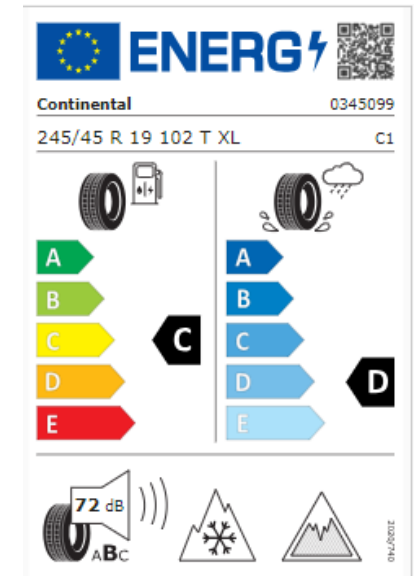 ENERG
Continental 0345099
245/45 R 19 102 T XL C1
A A
B B
C C C
D D D
E E
72 dB
ABC
2020/740